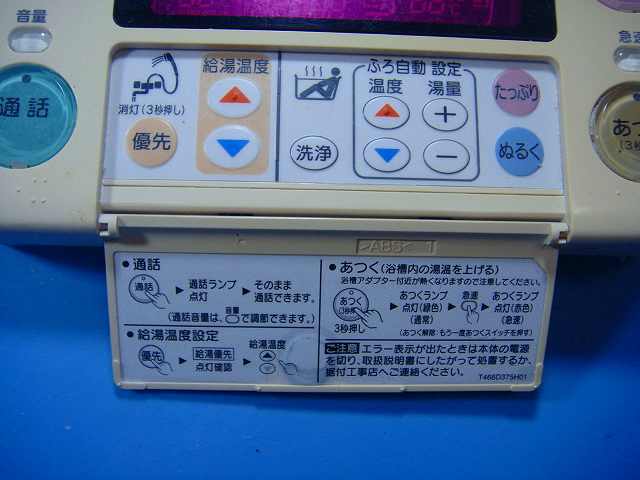 音量
急速
通話
消灯(3秒押し)
優先
給湯温度
洗浄
ふろ自動 設定
温度 湯量
+
−
たっぷり
ぬるく
あつ
(3秒
>ABS< 1
• 通話
通話
通話ランプ
点灯
そのまま
通話できます。
(通話音量は、音量で調節できます。)
• 給湯温度設定
優先
給湯優先
点灯確認
給湯温度
• あつく(浴槽内の湯温を上げる)
浴槽アダプター付近が熱くなりますので注意してください。
あつく
(3秒押)
3秒押し
あつくランプ
点灯(緑色)
(通常)
急速
あつくランプ
点灯(赤色)
(急速)
(あつく解除:もう一度あつくスイッチを押す)
ご注意 エラー表示が出たときは本体の電源
を切り、取扱説明書にしたがって処置するか、
据付工事店へご連絡ください。
T466D375H01